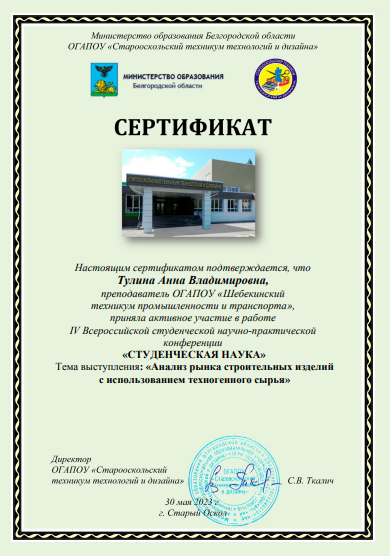 Министерство образования Белгородской области
ОГАПОУ «Старооскольский техникум технологий и дизайна»
МИНИСТЕРСТВО ОБРАЗОВАНИЯ
Белгородской области
СЕРТИФИКАТ
Настоящим сертификатом подтверждается, что
Тулина Анна Владимировна,
преподаватель ОГАПОУ «Шебекинский
техникум промышленности и транспорта»,
приняла активное участие в работе
IV Всероссийской студенческой научно-практической
конференции
«СТУДЕНЧЕСКАЯ НАУКА»
Тема выступления: «Анализ рынка строительных изделий
с использованием техногенного сырья»
Директор
ОГАПОУ «Старооскольский
техникум технологий и дизайна»
С.В. Ткалич
30 мая 2023 г
г. Старый Оскол